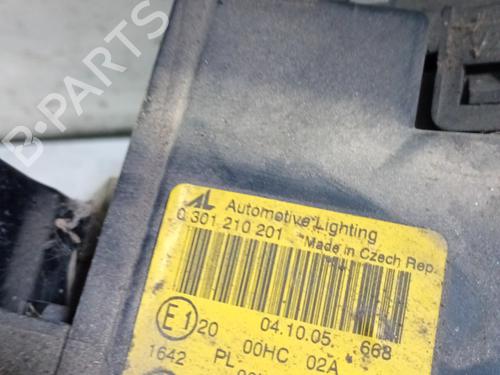 AL Automotive Lighting
0 301 210 201
Made in Czech Rep.
04.10.05 668
E1 20 00HC 02A
1642 PL